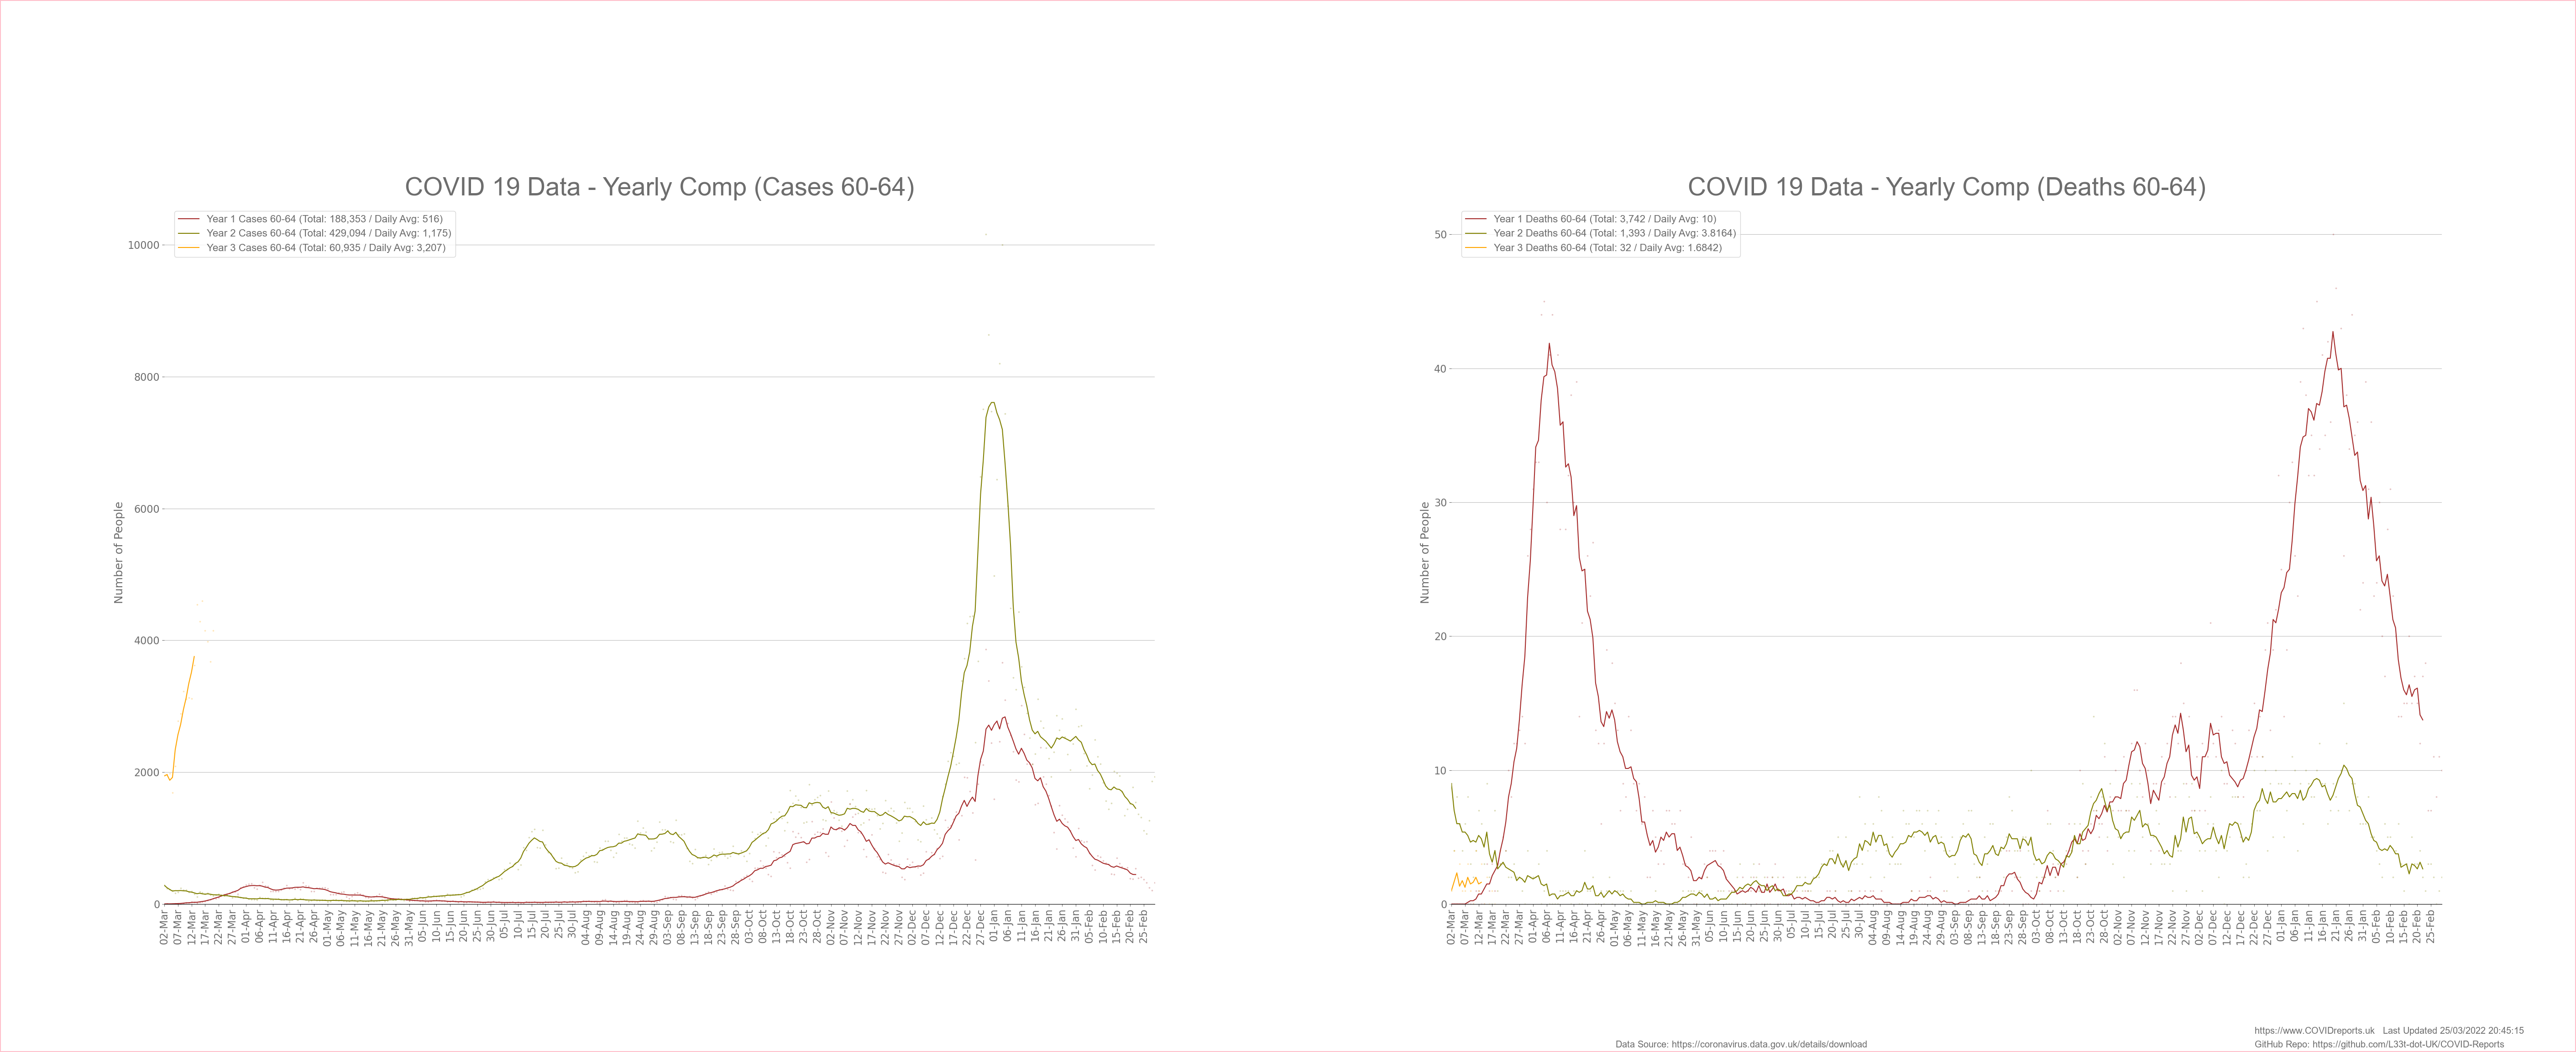 COVID 19 Data - Yearly Comp (Cases 60-64)
Year 1 Cases 60-64 (Total: 188,353 / Daily Avg: 516)
Year 2 Cases 60-64 (Total: 429,094 / Daily Avg: 1,175)
Year 3 Cases 60-64 (Total: 60,935 / Daily Avg: 3,207)
Number of People
10000
8000
6000
4000
2000
0
02-Mar
07-Mar
12-Mar
17-Mar
22-Mar
27-Mar
01-Apr
06-Apr
11-Apr
16-Apr
21-Apr
26-Apr
01-May
06-May
11-May
16-May
21-May
26-May
31-May
05-Jun
10-Jun
15-Jun
20-Jun
25-Jun
30-Jun
05-Jul
10-Jul
15-Jul
20-Jul
25-Jul
30-Jul
04-Aug
09-Aug
14-Aug
19-Aug
24-Aug
29-Aug
03-Sep
08-Sep
13-Sep
18-Sep
23-Sep
28-Sep
03-Oct
08-Oct
13-Oct
18-Oct
23-Oct
28-Oct
02-Nov
07-Nov
12-Nov
17-Nov
22-Nov
27-Nov
02-Dec
07-Dec
12-Dec
17-Dec
22-Dec
27-Dec
01-Jan
06-Jan
11-Jan
16-Jan
21-Jan
26-Jan
31-Jan
05-Feb
10-Feb
15-Feb
20-Feb
25-Feb
COVID 19 Data - Yearly Comp (Deaths 60-64)
Year 1 Deaths 60-64 (Total: 3,742 / Daily Avg: 10)
Year 2 Deaths 60-64 (Total: 1,393 / Daily Avg: 3.8164)
Year 3 Deaths 60-64 (Total: 32 / Daily Avg: 1.6842)
Number of People
50
40
30
20
10
0
02-Mar
07-Mar
12-Mar
17-Mar
22-Mar
27-Mar
01-Apr
06-Apr
11-Apr
16-Apr
21-Apr
26-Apr
01-May
06-May
11-May
16-May
21-May
26-May
31-May
05-Jun
10-Jun
15-Jun
20-Jun
25-Jun
30-Jun
05-Jul
10-Jul
15-Jul
20-Jul
25-Jul
30-Jul
04-Aug
09-Aug
14-Aug
19-Aug
24-Aug
29-Aug
03-Sep
08-Sep
13-Sep
18-Sep
23-Sep
28-Sep
03-Oct
08-Oct
13-Oct
18-Oct
23-Oct
28-Oct
02-Nov
07-Nov
12-Nov
17-Nov
22-Nov
27-Nov
02-Dec
07-Dec
12-Dec
17-Dec
22-Dec
27-Dec
01-Jan
06-Jan
11-Jan
16-Jan
21-Jan
26-Jan
31-Jan
05-Feb
10-Feb
15-Feb
20-Feb
25-Feb
https://www.COVIDreports.uk Last Updated 25/03/2022 20:45:15
Data Source: https://coronavirus.data.gov.uk/details/download
GitHub Repo: https://github.com/L33t-dot-UK/COVID-Reports